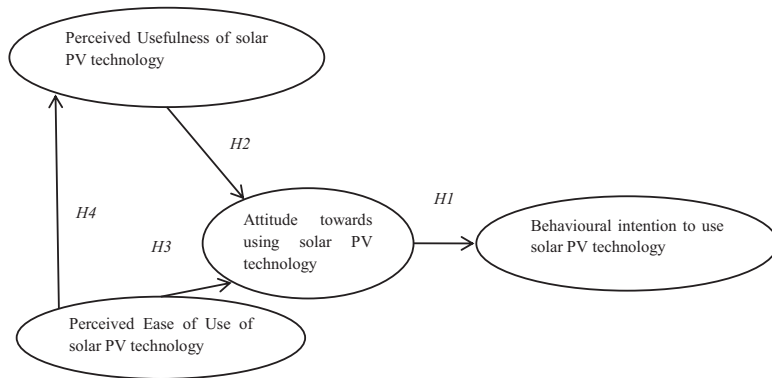 Perceived Usefulness of solar
PV technology
H2
H1
H4
H3
Attitude towards
using solar PV
technology
Behavioural intention to use
solar PV technology
Perceived Ease of Use of
solar PV technology